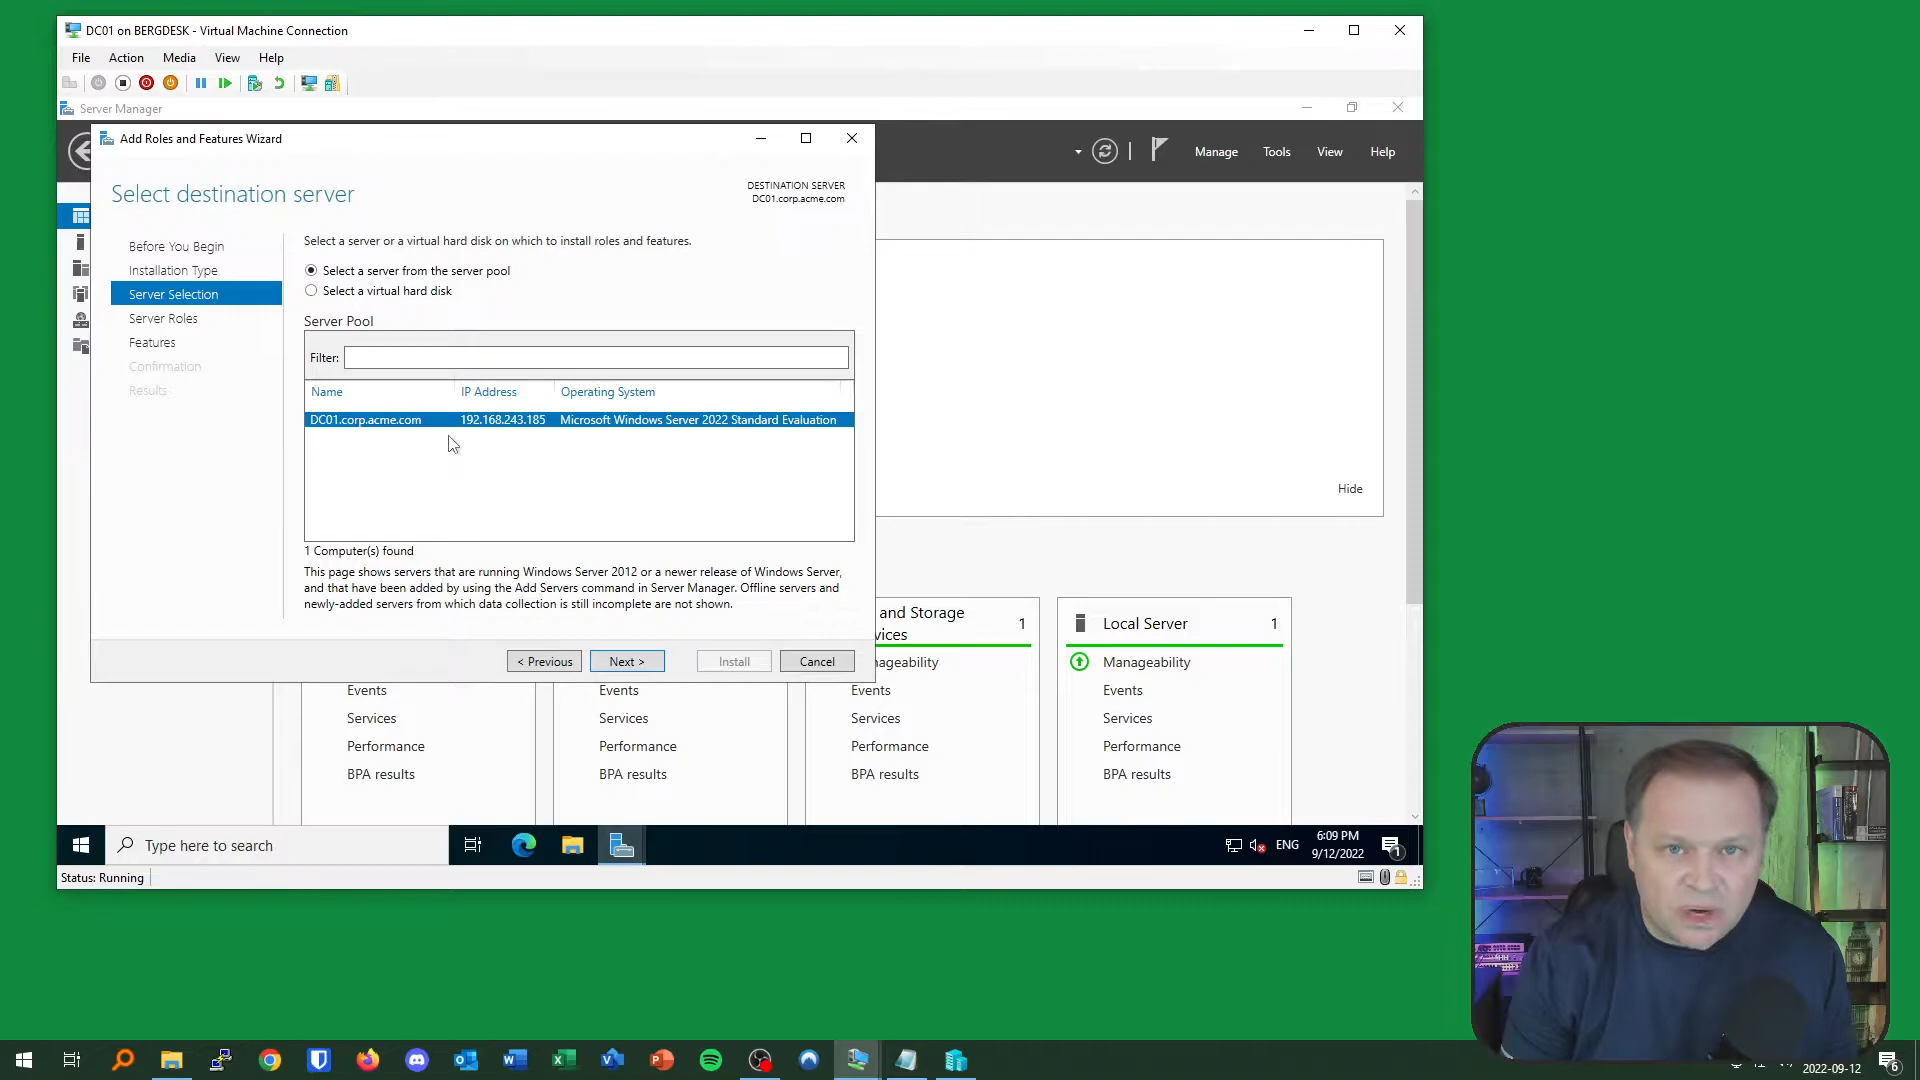 DC01 on BERGDESK - Virtual Machine Connection
File Action Media View Help
Server Manager
Add Roles and Features Wizard
Manage Tools View Help
Select destination server
DESTINATION SERVER
DC01.corp.acme.com
Before You Begin
Installation Type
Server Selection
Server Roles
Features
Confirmation
Results
Select a server or a virtual hard disk on which to install roles and features.
Select a server from the server pool
Select a virtual hard disk
Server Pool
Filter:
Name IP Address Operating System
DC01.corp.acme.com 192.168.243.185 Microsoft Windows Server 2022 Standard Evaluation
1 Computer(s) found
This page shows servers that are running Windows Server 2012 or a newer release of Windows Server,
and that have been added by using the Add Servers command in Server Manager. Offline servers and
newly-added servers from which data collection is still incomplete are not shown.
< Previous Next > Install Cancel
Hide
and Storage
vices 1
nageability
Events
Services
Performance
BPA results
Events
Services
Performance
BPA results
Events
Services
Performance
BPA results
Local Server 1
Manageability
Events
Services
Performance
BPA results
Type here to search
ENG
6:09 PM
9/12/2022
1
Status: Running
2022-09-12
6